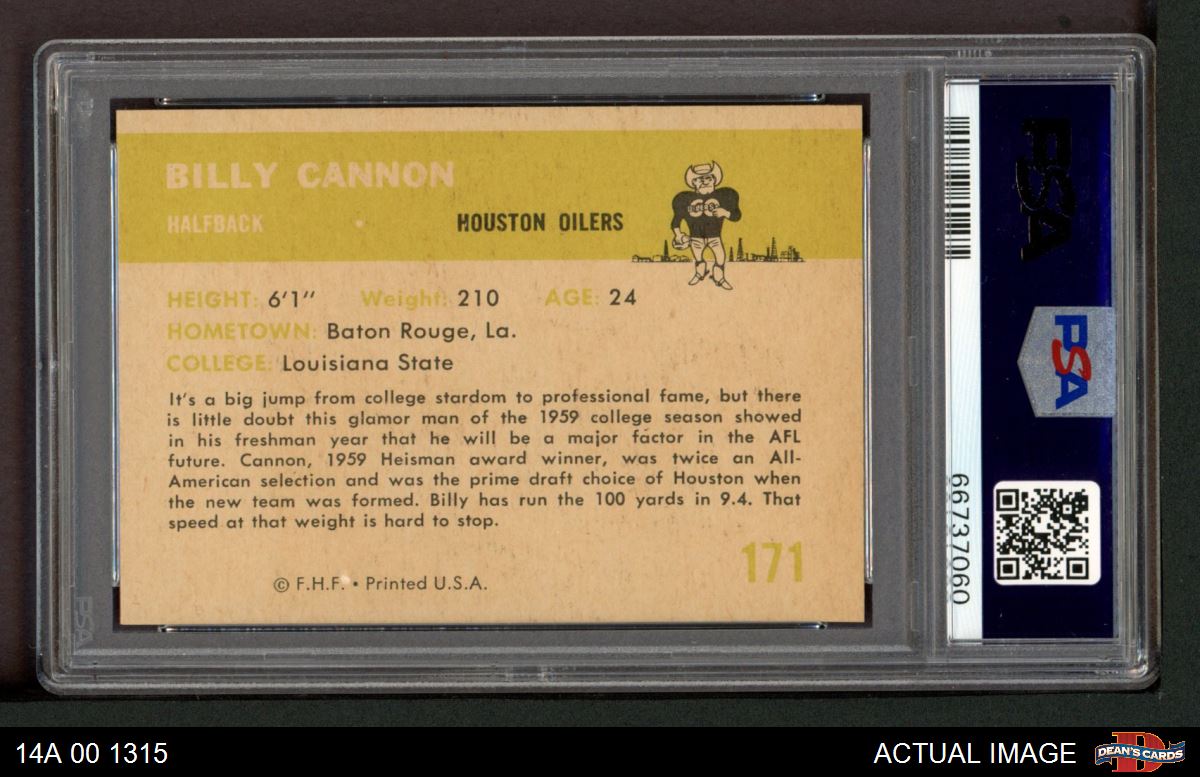 BILLY CANNON
HALFBACK HOUSTON OILERS
HEIGHT: 6'1" Weight: 210 AGE: 24
HOMETOWN: Baton Rouge, La.
COLLEGE: Louisiana State
It's a big jump from college stardom to professional fame, but there
is little doubt this glamor man of the 1959 college season showed
in his freshman year that he will be a major factor in the AFL
future. Cannon, 1959 Heisman award winner, was twice an All-
American selection and was the prime draft choice of Houston when
the new team was formed. Billy has run the 100 yards in 9.4. That
speed at that weight is hard to stop.
171
© F.H.F. • Printed U.S.A.
PSA
PSA
66737060
PSA
14A 00 1315
ACTUAL IMAGE
DEAN'S CARDS